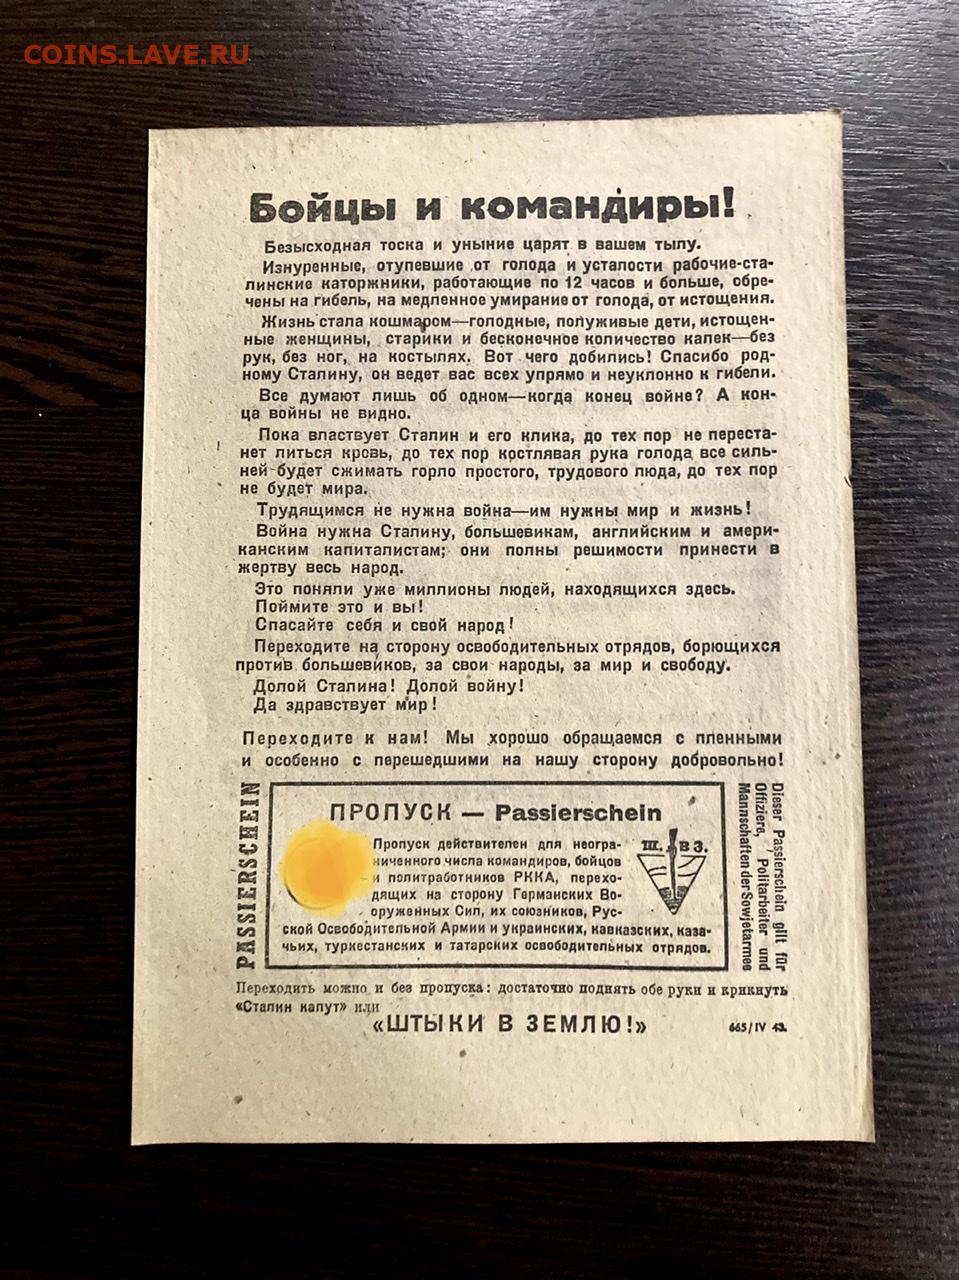 COINS.LAVE.RU
Бойцы и командиры!
Безысходная тоска и уныние царят в вашем тылу.
Изнуренные, отупевшие от голода и усталости рабочие-ста-
линские каторжники, работающие по 12 часов и больше, обре-
чены на гибель, на медленное умирание от голода, от истощения.
Жизнь стала кошмаром—голодные, полуживые дети, истощен-
ные женщины, старики и бесконечное количество калек—без
рук, без ног, на костылях. Вот чего добились! Спасибо род-
ному Сталину, он ведет вас всех упрямо и неуклонно к гибели.
Все думают лишь об одном—когда конец войне? А кон-
ца войны не видно.
Пока властвует Сталин и его клика, до тех пор не переста-
нет литься кровь, до тех пор костлявая рука голода все силь-
ней будет сжимать горло простого, трудового люда, до тех пор
не будет мира.
Трудящимся не нужна война—им нужны мир и жизнь!
Война нужна Сталину, большевикам, английским и амери-
канским капиталистам; они полны решимости принести в
жертву весь народ.
Это поняли уже миллионы людей, находящихся здесь.
Поймите это и вы!
Спасайте себя и свой народ!
Переходите на сторону освободительных отрядов, борющихся
против большевиков, за свои народы, за мир и свободу.
Долой Сталина! Долой войну!
Да здравствует мир!
Переходите к нам! Мы хорошо обращаемся с пленными
и особенно с перешедшими на нашу сторону добровольно!
PASSIERSCHEIN
ПРОПУСК — Passierschein
Пропуск действителен для неогра-
ниченного числа командиров, бойцов
и политработников РККА, перехо-
дящих на сторону Германских Во-
оруженных Сил, их союзников, Рус-
ской Освободительной Армии и украинских, кавказских, каза-
чьих, туркестанских и татарских освободительных отрядов.
Ш. В З.
Dieser Passierschein gilt für
Offiziere, Politarbeiter und
Mannschaften der Sowjetarmee
Переходить можно и без пропуска: достаточно поднять обе руки и крикнуть
«Сталин капут» или
«ШТЫКИ В ЗЕМЛЮ!»
665/IV 43.